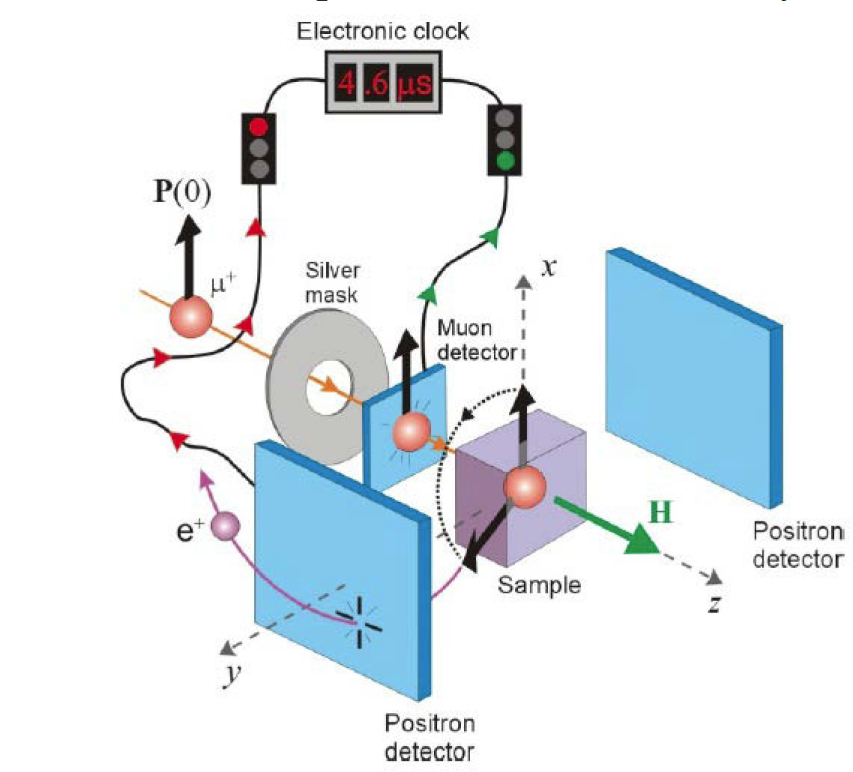 Electronic clock
4.6 μs
P(0)
μ⁺
Silver
mask
x
Muon
detector
H
e⁺
Positron
detector
Sample
z
y
Positron
detector